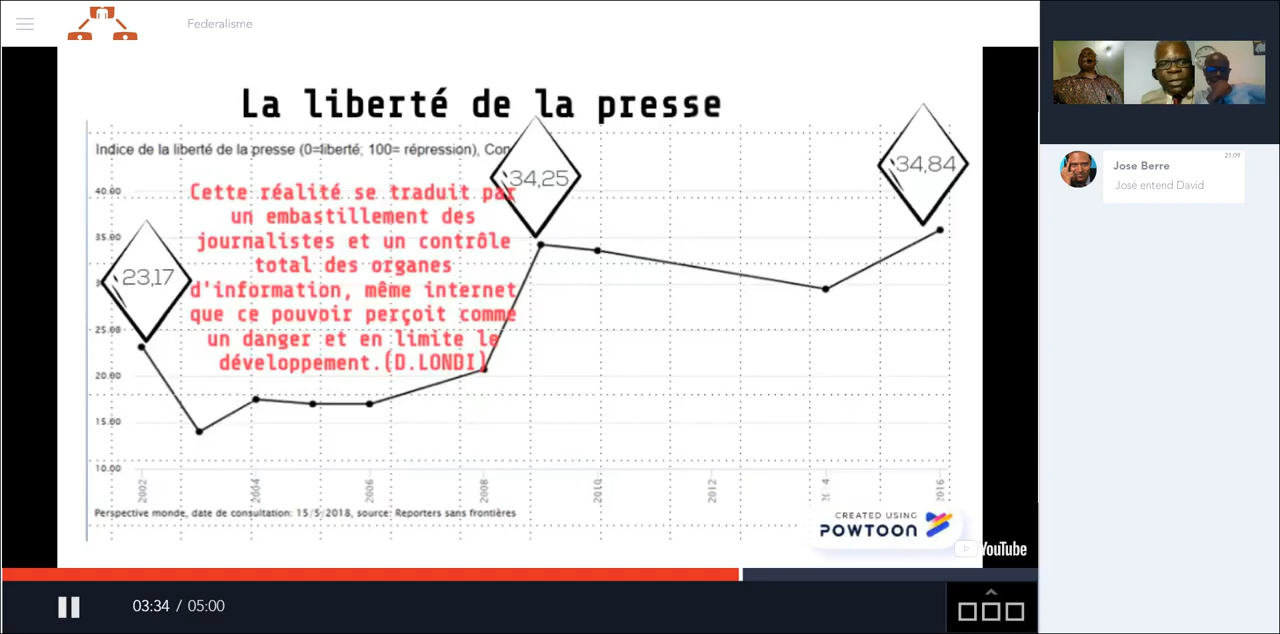 Federalisme
La liberté de la presse
Indice de la liberté de la presse (0=liberté; 100= répression), Con
34,25
34,84
23,17
Cette réalité se traduit par
un embastillement des
journalistes et un contrôle
total des organes
d'information, même internet
que ce pouvoir perçoit comme
un danger et en limite le
développement.(D.LONDI)
40.00
35.00
25.00
20.00
15.00
10.00
2002
2004
2006
2008
2010
2012
2016
Perspective monde, date de consultation: 15/5/2018, source: Reporters sans frontières
CREATED USING
POWTOON
YouTube
03:34 / 05:00
21:09
Jose Berre
José entend David